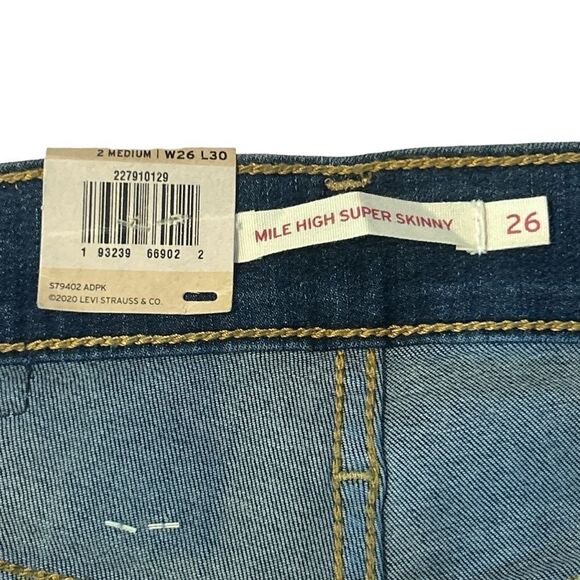 2 MEDIUM | W26 L30
227910129
1 93239 66902 2
S79402 ADPK
©2020 LEVI STRAUSS & CO.
MILE HIGH SUPER SKINNY
26